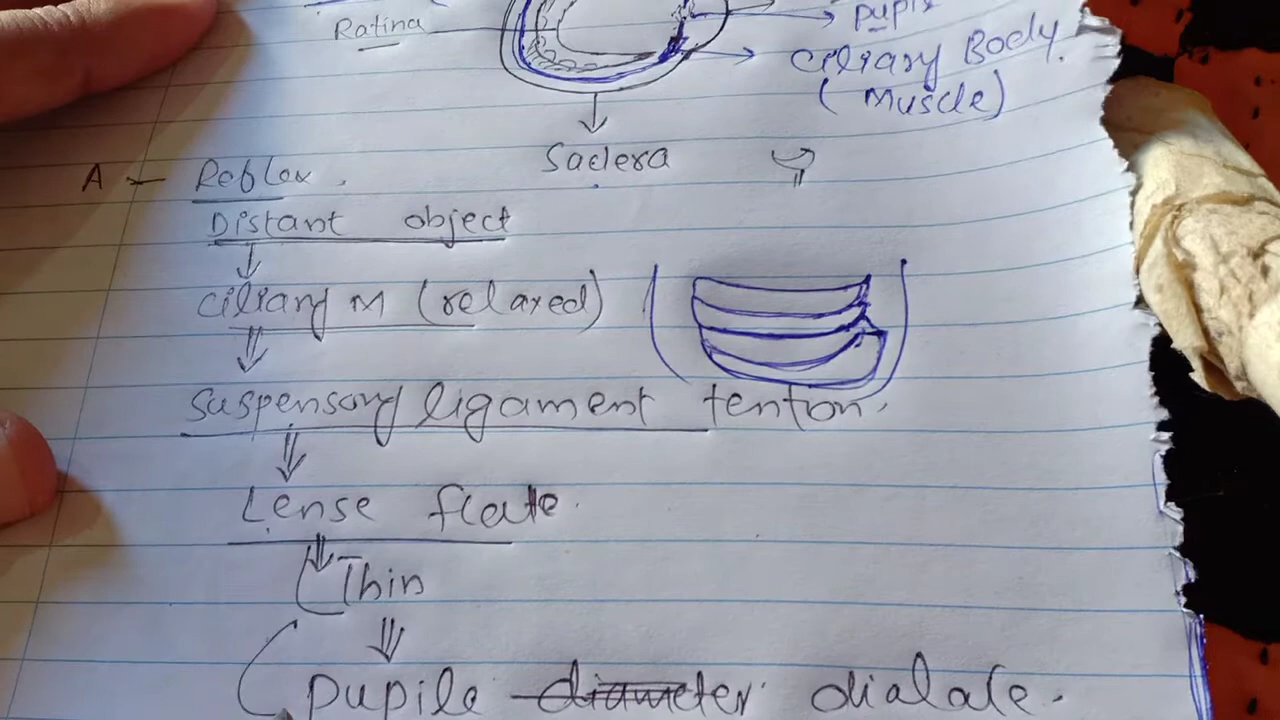 Ratina
pupil
ciliary Body.
(Muscle)
Saclera
A - Reflex.
Distant object
ciliary M (relaxed)
suspensory ligament tention.
Lense flate.
Thin
pupile diameter dialate.